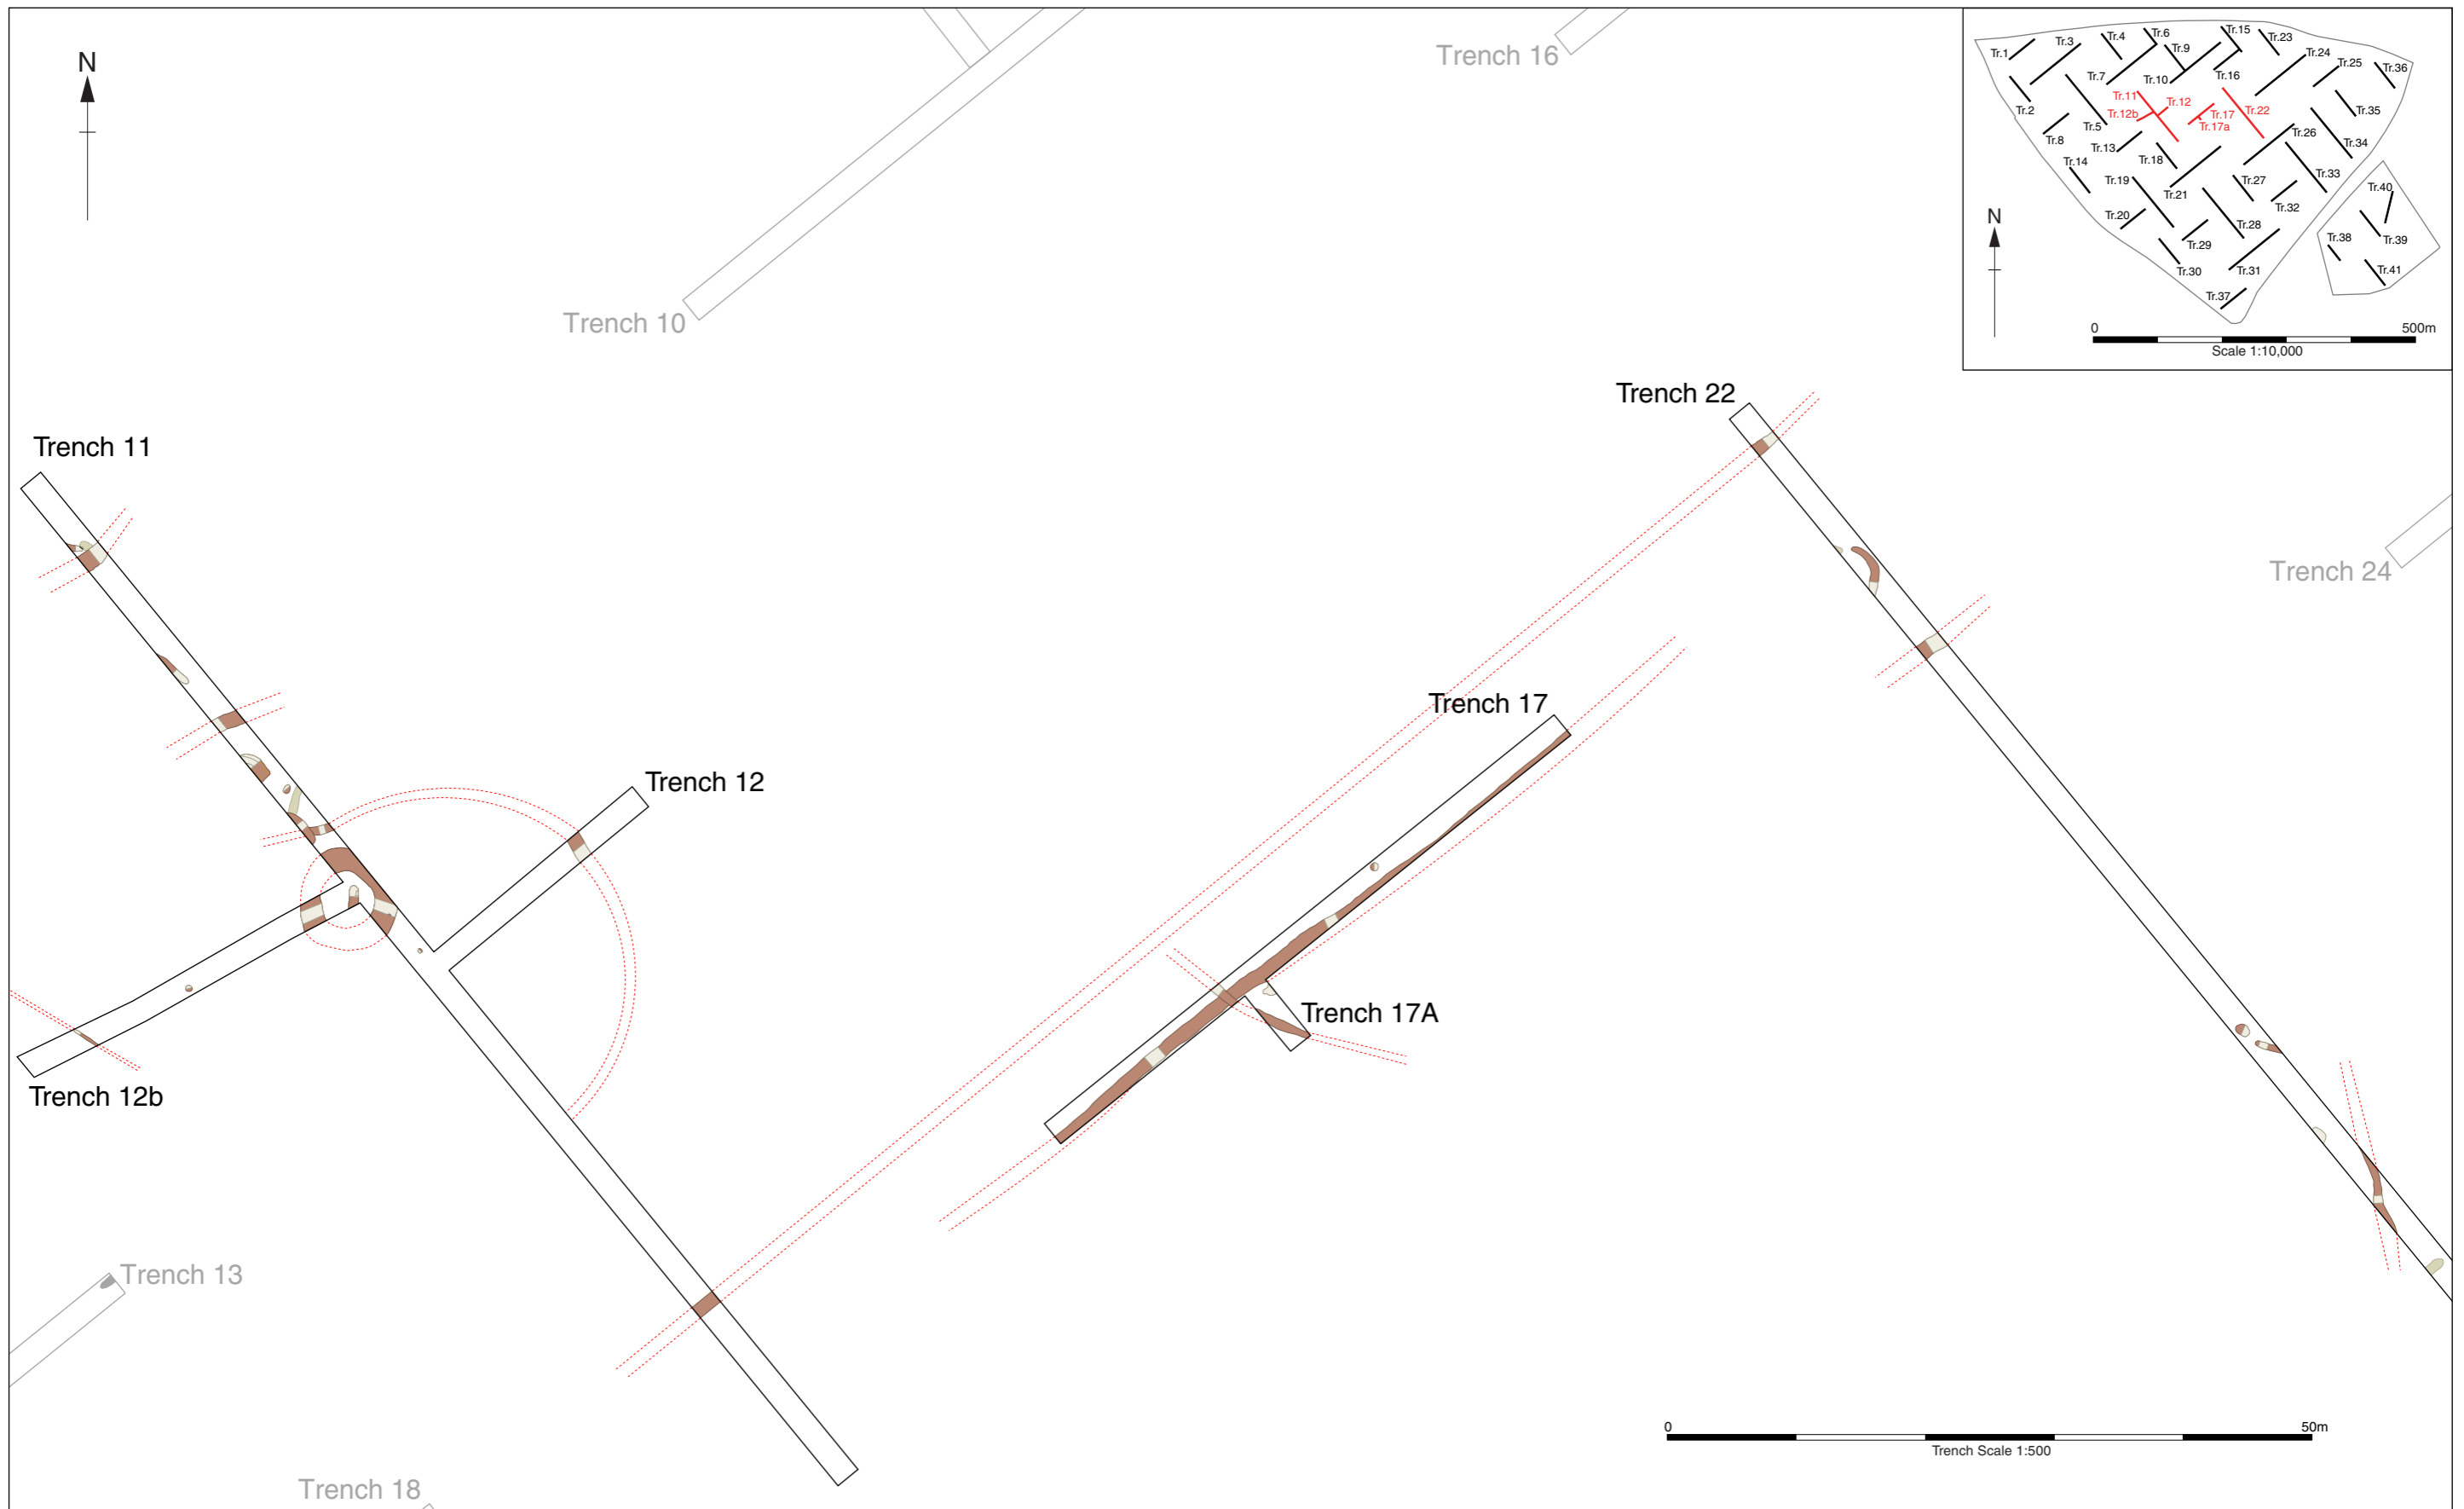 N
Trench 16
Trench 10
Trench 22
Trench 11
Trench 24
Trench 17
Trench 12
Trench 17A
Trench 12b
Trench 13
Trench 18
0
50m
Trench Scale 1:500
Tr.1
Tr.3
Tr.4
Tr.6
Tr.9
Tr.15
Tr.23
Tr.24
Tr.25
Tr.36
Tr.7
Tr.10
Tr.16
Tr.2
Tr.11
Tr.12
Tr.12b
Tr.17
Tr.17a
Tr.22
Tr.35
Tr.5
Tr.8
Tr.26
Tr.34
Tr.13
Tr.18
Tr.14
Tr.19
Tr.21
Tr.27
Tr.33
Tr.40
Tr.20
Tr.28
Tr.32
Tr.29
Tr.38
Tr.39
Tr.30
Tr.31
Tr.41
Tr.37
N
0
500m
Scale 1:10,000